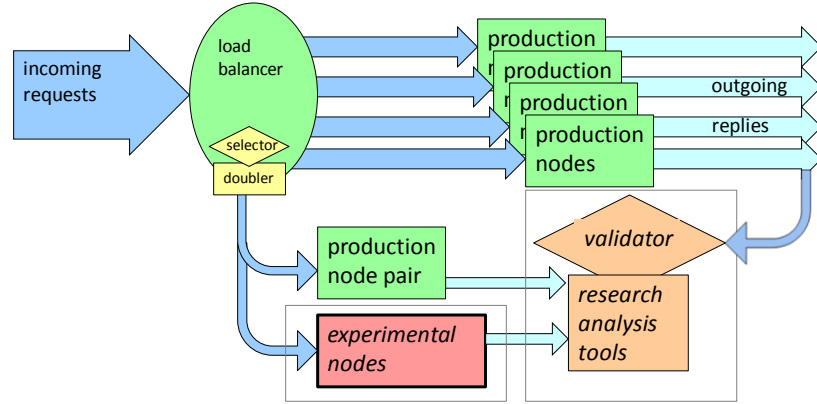 incoming
requests
load
balancer
selector
doubler
production
production
production
production
nodes
outgoing
replies
production
node pair
experimental
nodes
validator
research
analysis
tools